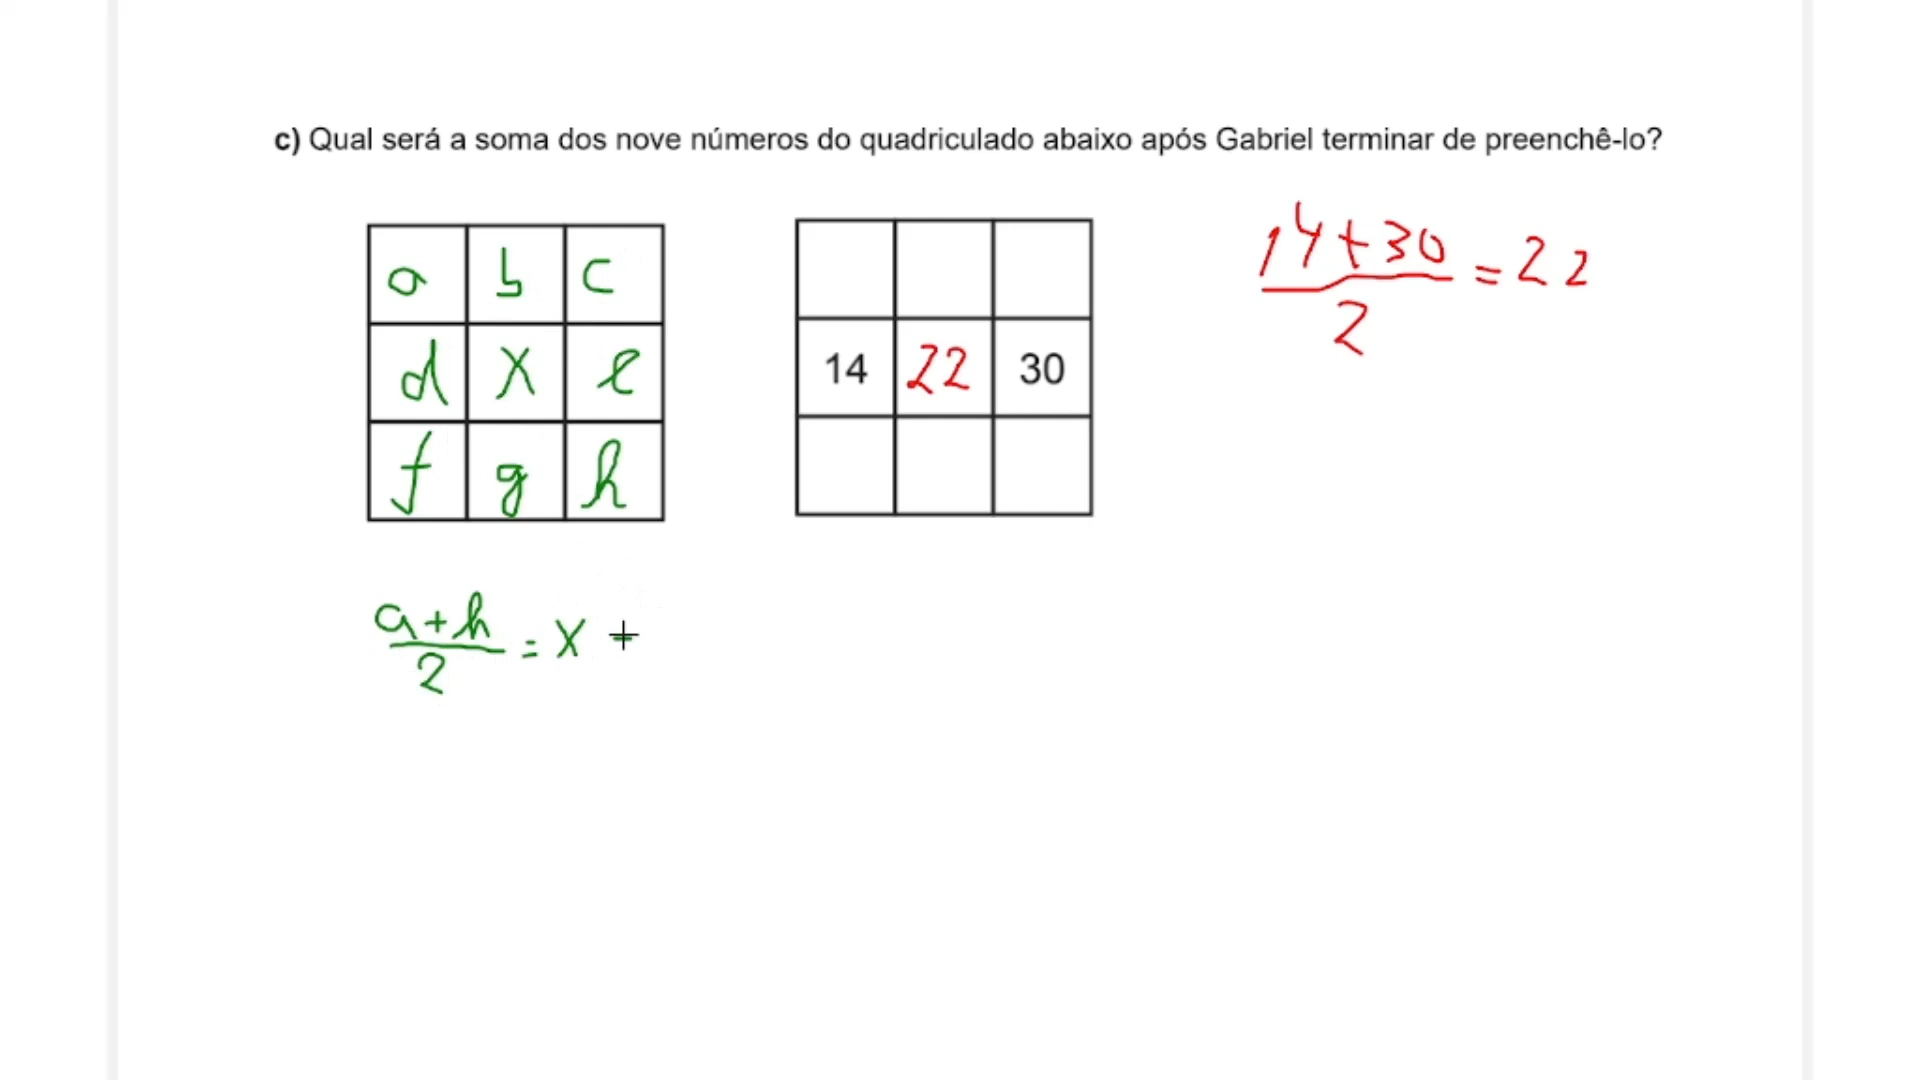 c) Qual será a soma dos nove números do quadriculado abaixo após Gabriel terminar de preenchê-lo?
a b c
d x e
f g h
14 22 30
14+30
2
= 22
a+h
2
= x